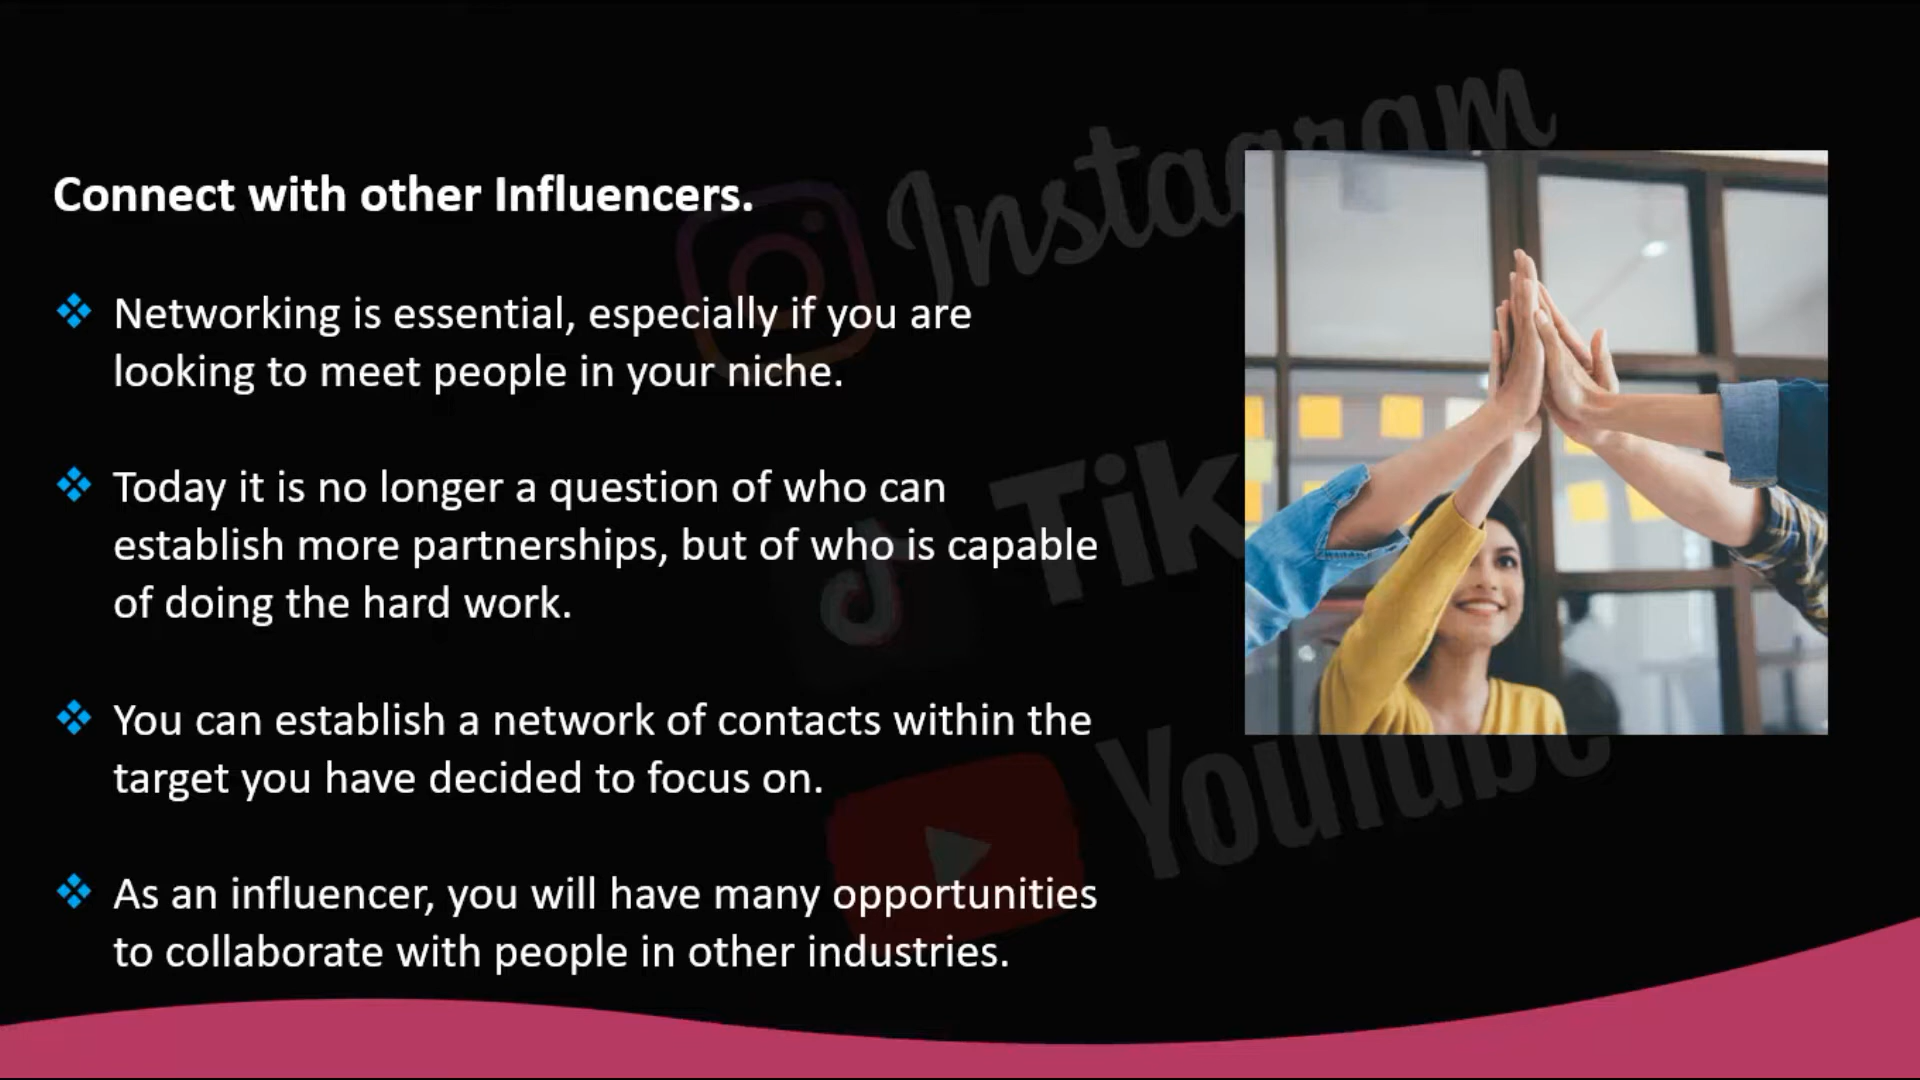 Connect with other Influencers.
Networking is essential, especially if you are
looking to meet people in your niche.
Today it is no longer a question of who can
establish more partnerships, but of who is capable
of doing the hard work.
You can establish a network of contacts within the
target you have decided to focus on.
As an influencer, you will have many opportunities
to collaborate with people in other industries.
Instagram
Tik
YouTube